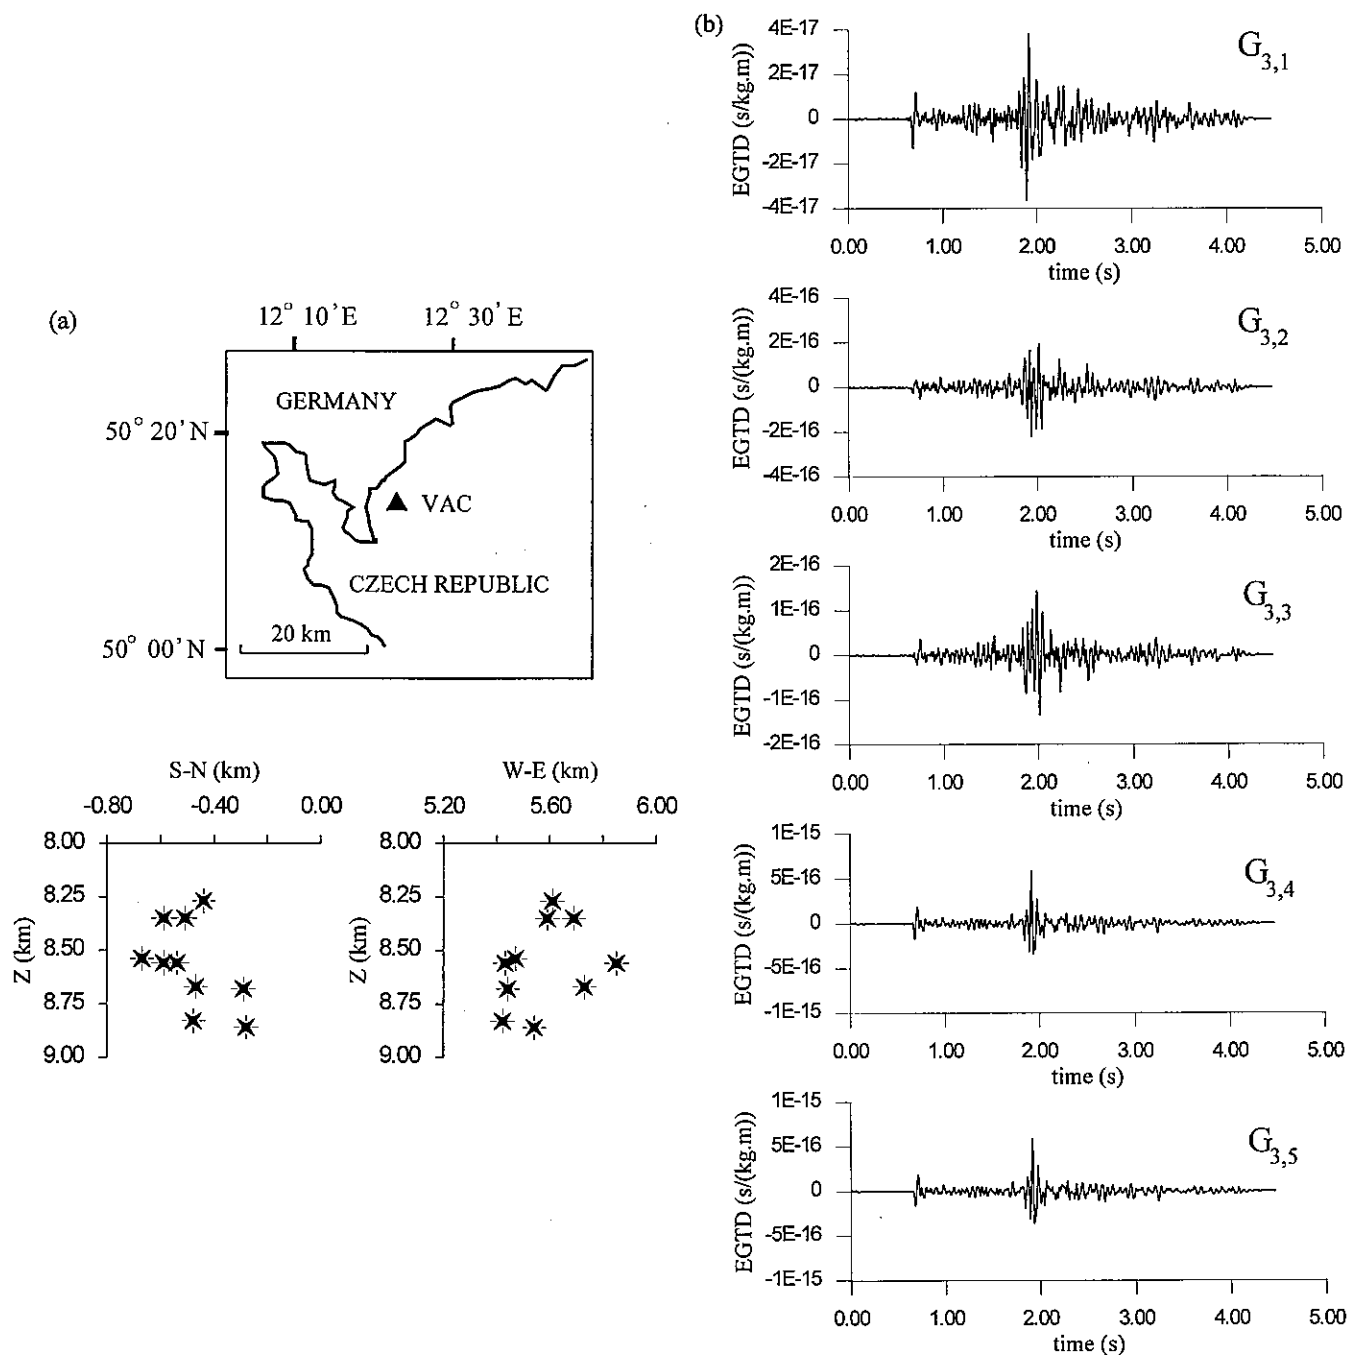 (a)
12° 10’E 12° 30’E
GERMANY
50° 20’N
VAC
CZECH REPUBLIC
20 km
50° 00’N
S-N (km)
-0.80 -0.40 0.00
8.00
8.25
8.50
8.75
9.00
Z (km)
W-E (km)
5.20 5.60 6.00
8.00
8.25
8.50
8.75
9.00
Z (km)
(b)
G3,1
EGTD (s/kg.m))
4E-17
2E-17
0
-2E-17
-4E-17
0.00 1.00 2.00 3.00 4.00 5.00
time (s)
G3,2
EGTD (s/(kg.m))
4E-16
2E-16
0
-2E-16
-4E-16
0.00 1.00 2.00 3.00 4.00 5.00
time (s)
G3,3
EGTD (s/(kg.m))
2E-16
1E-16
0
-1E-16
-2E-16
0.00 1.00 2.00 3.00 4.00 5.00
time (s)
G3,4
EGTD (s/(kg.m))
1E-15
5E-16
0
-5E-16
-1E-15
0.00 1.00 2.00 3.00 4.00 5.00
time (s)
G3,5
EGTD (s/(kg.m))
1E-15
5E-16
0
-5E-16
-1E-15
0.00 1.00 2.00 3.00 4.00 5.00
time (s)